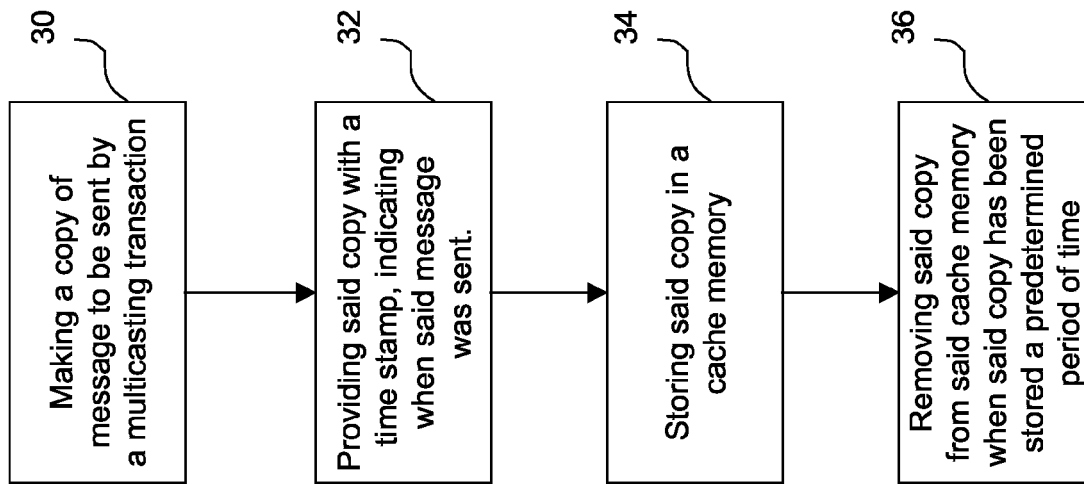 30
Making a copy of
message to be sent by
a multicasting transaction
32
Providing said copy with a
time stamp, indicating
when said message
was sent.
34
Storing said copy in a
cache memory
36
Removing said copy
from said cache memory
when said copy has been
stored a predetermined
period of time